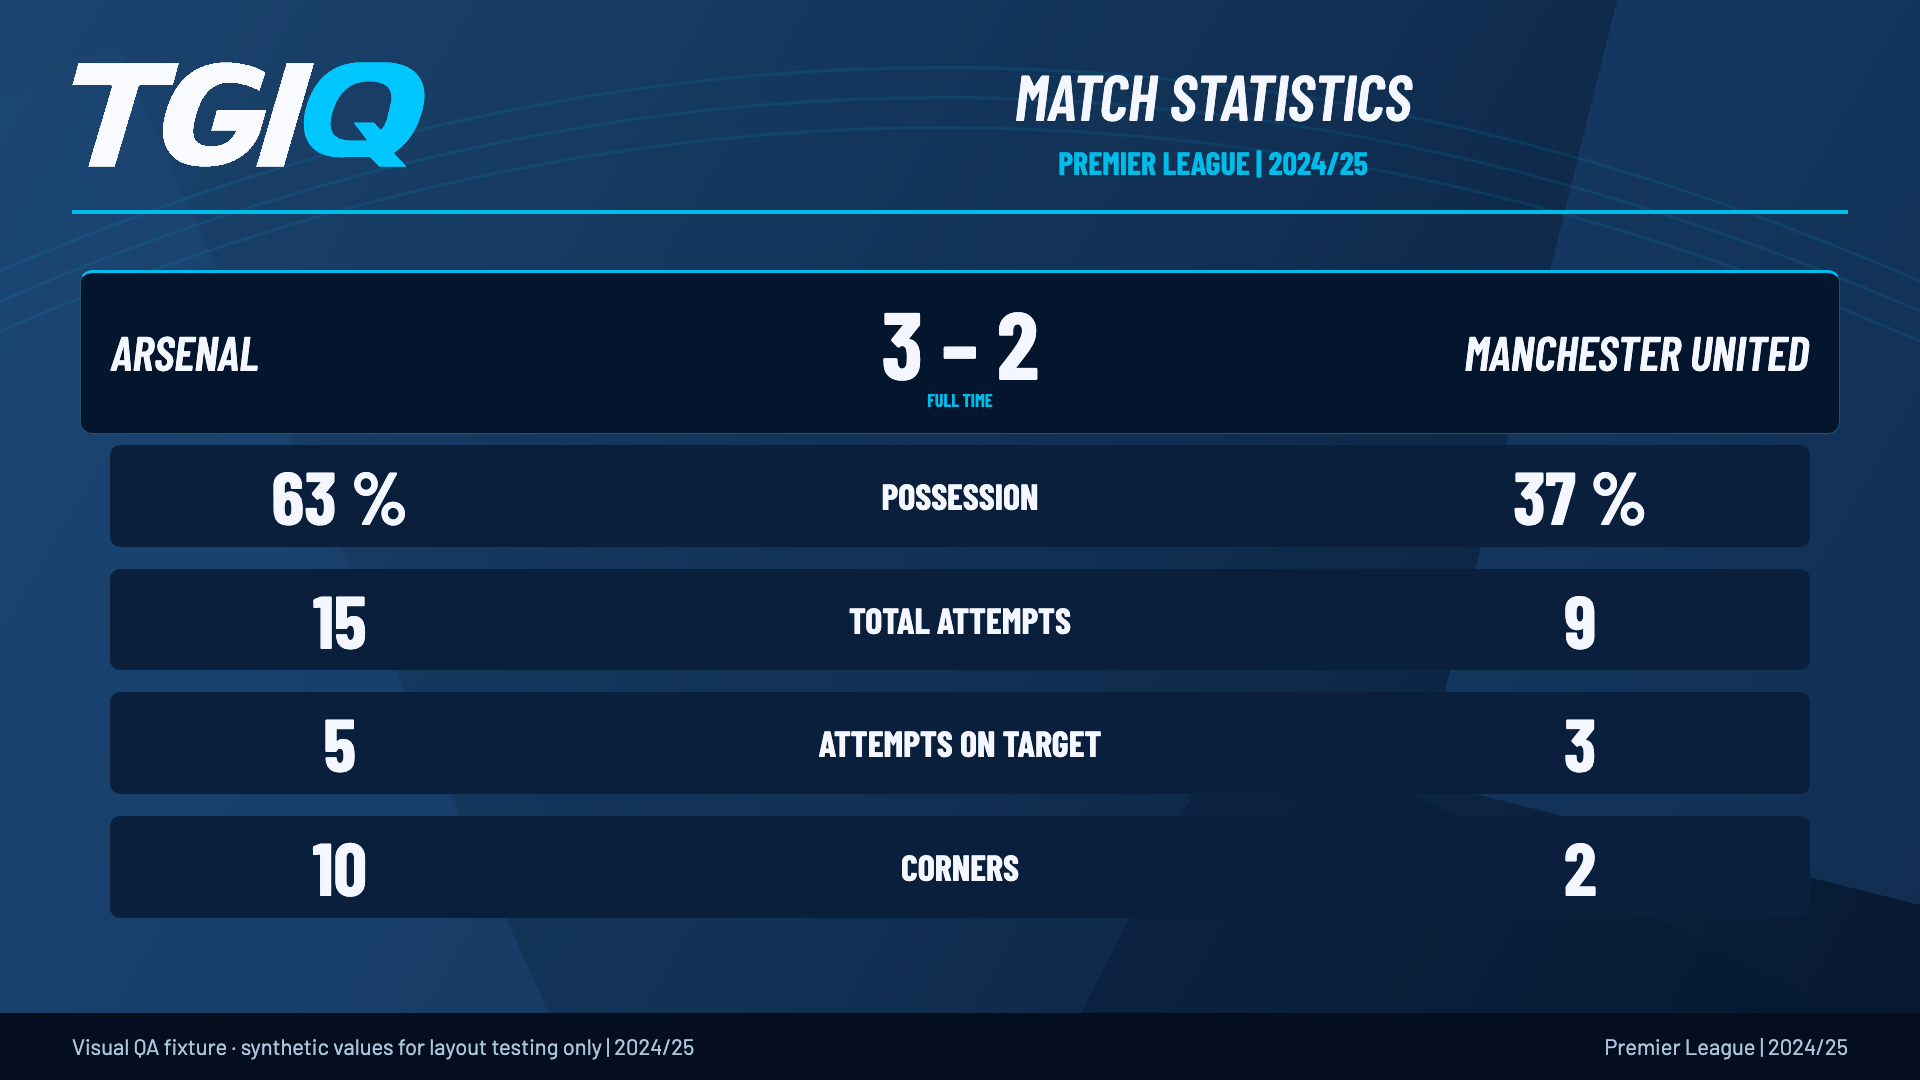 TGIQ
MATCH STATISTICS
PREMIER LEAGUE | 2024/25
ARSENAL
3 – 2
MANCHESTER UNITED
FULL TIME
63 % POSSESSION 37 %
15 TOTAL ATTEMPTS 9
5 ATTEMPTS ON TARGET 3
10 CORNERS 2
Visual QA fixture · synthetic values for layout testing only | 2024/25
Premier League | 2024/25